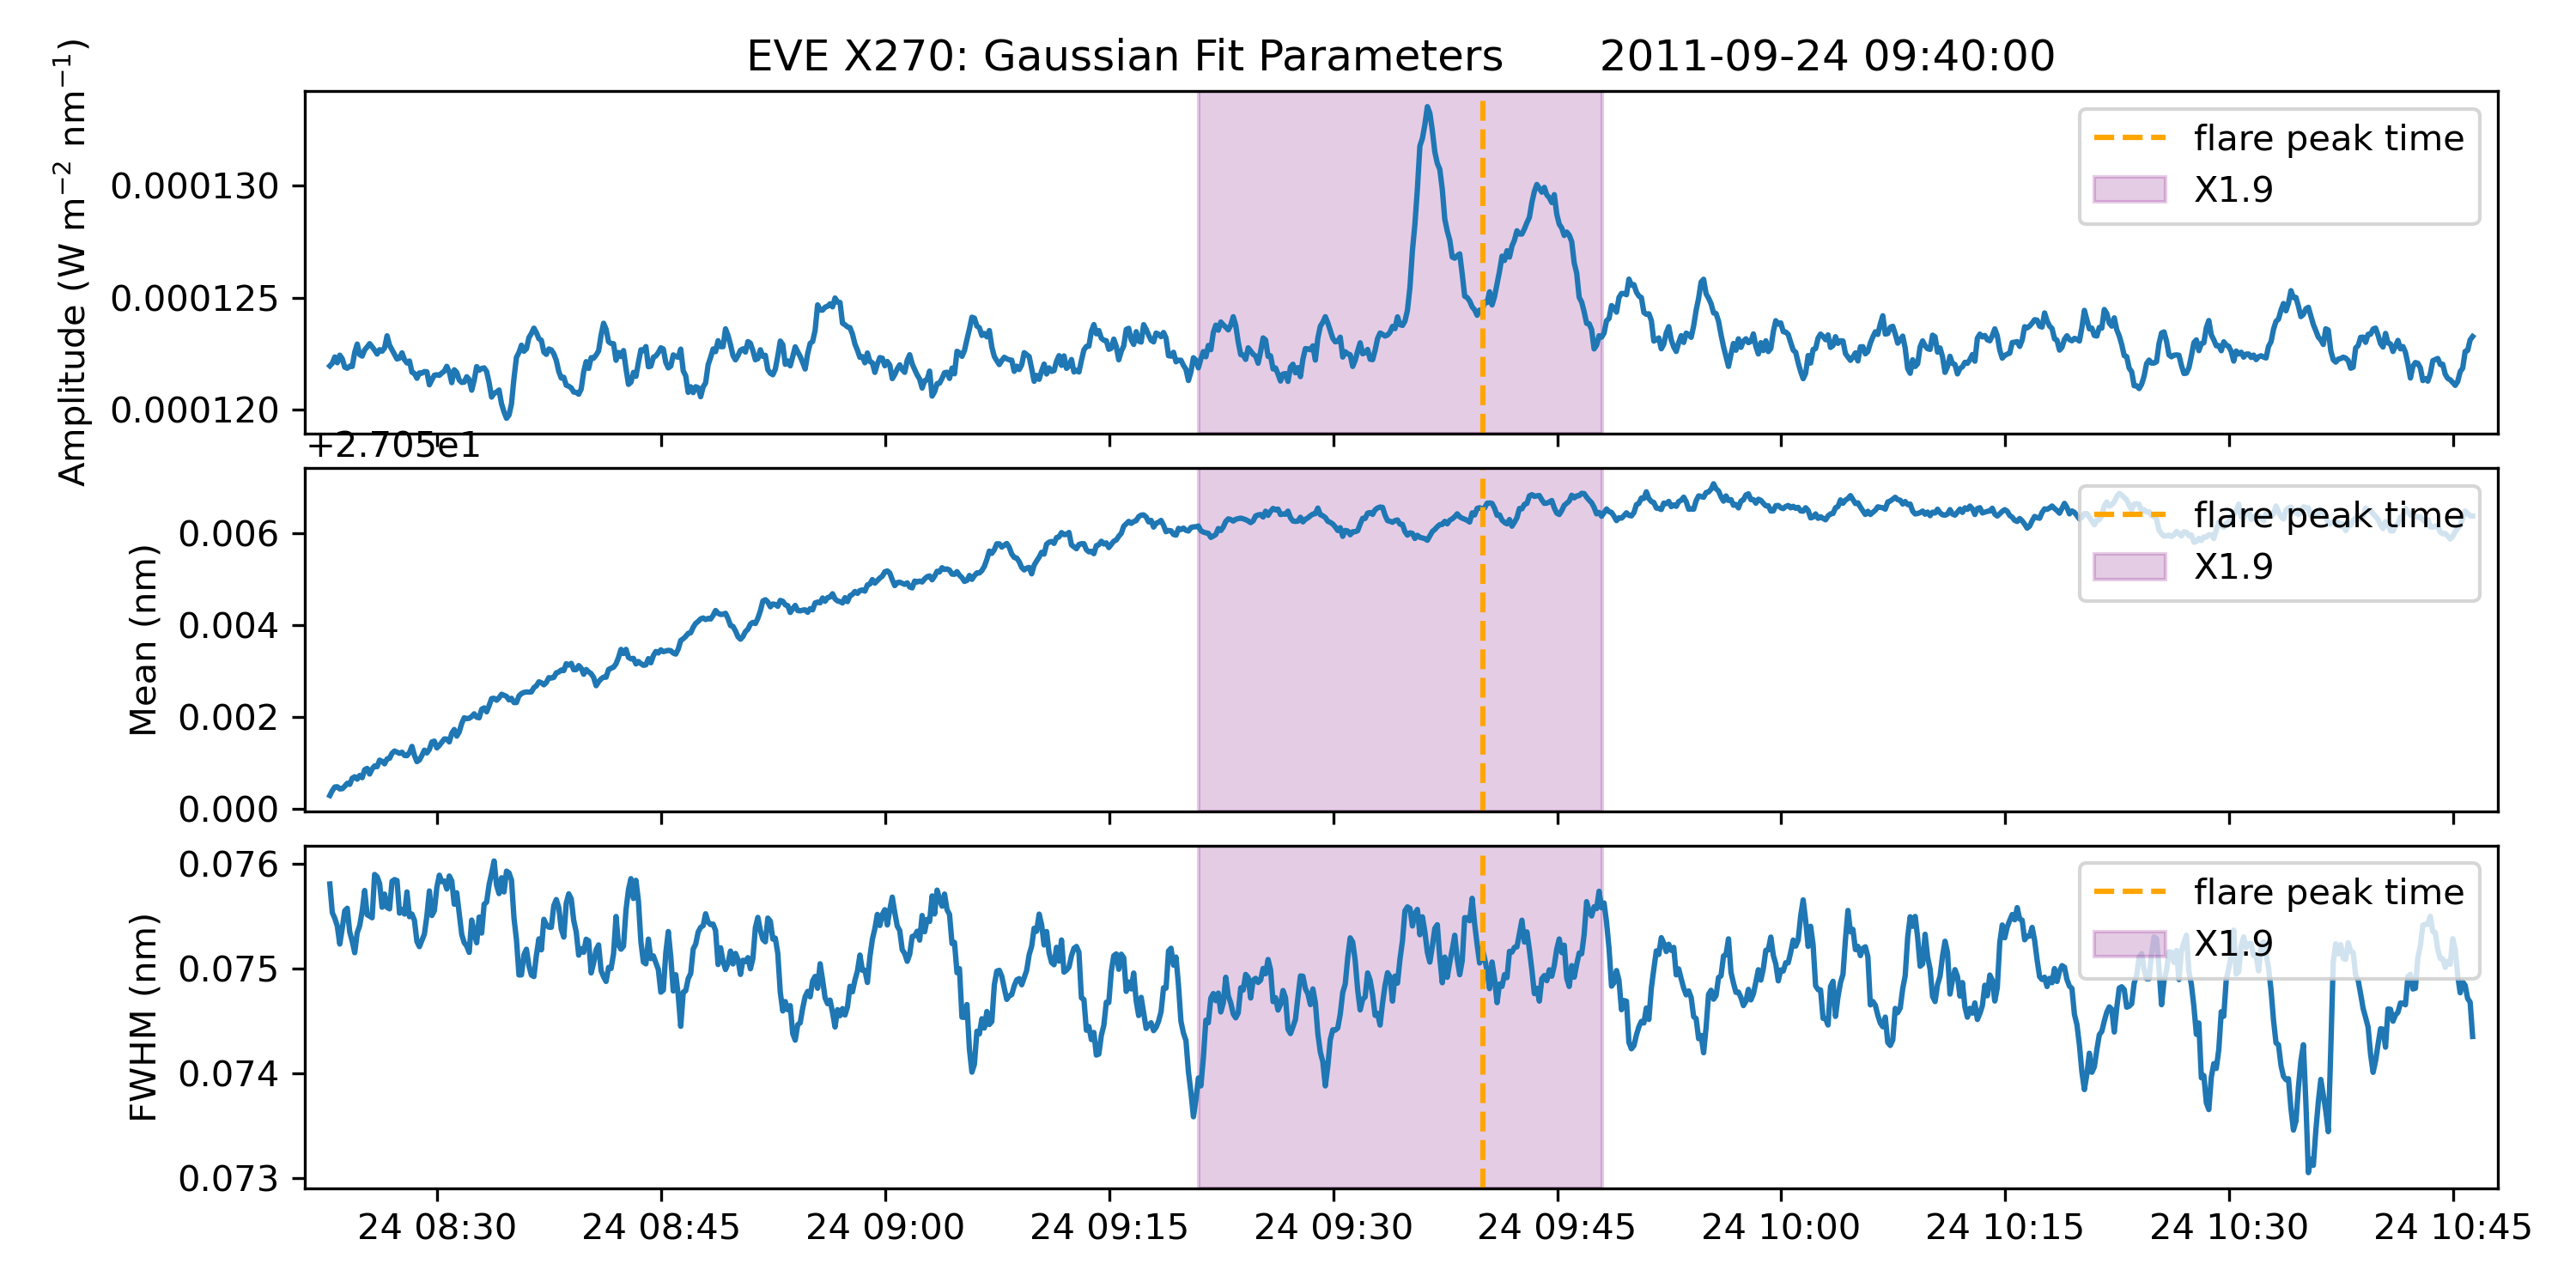 EVE X270: Gaussian Fit Parameters 2011-09-24 09:40:00
Amplitude (W m⁻² nm⁻¹)
0.000130
0.000125
0.000120
flare peak time
X1.9
+2.705e1
Mean (nm)
0.006
0.004
0.002
0.000
flare peak time
X1.9
FWHM (nm)
0.076
0.075
0.074
0.073
flare peak time
X1.9
24 08:30 24 08:45 24 09:00 24 09:15 24 09:30 24 09:45 24 10:00 24 10:15 24 10:30 24 10:45